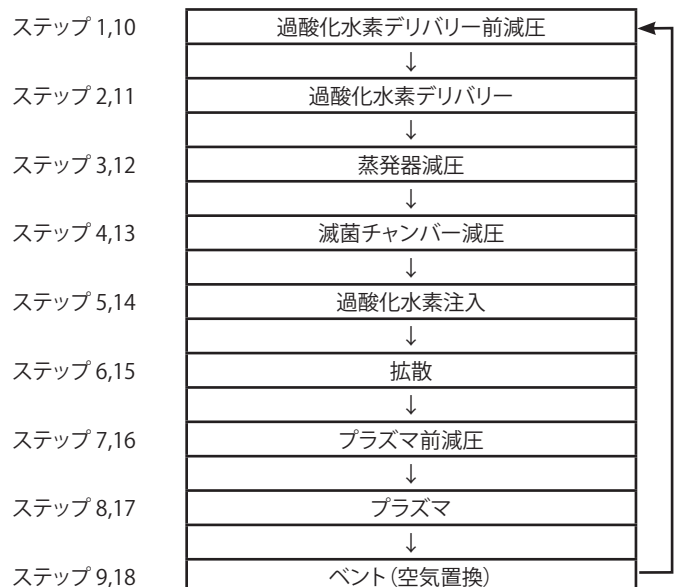 ステップ 1,10 過酸化水素デリバリー前減圧
↓
ステップ 2,11 過酸化水素デリバリー
↓
ステップ 3,12 蒸発器減圧
↓
ステップ 4,13 滅菌チャンバー減圧
↓
ステップ 5,14 過酸化水素注入
↓
ステップ 6,15 拡散
↓
ステップ 7,16 プラズマ前減圧
↓
ステップ 8,17 プラズマ
↓
ステップ 9,18 ベント(空気置換)